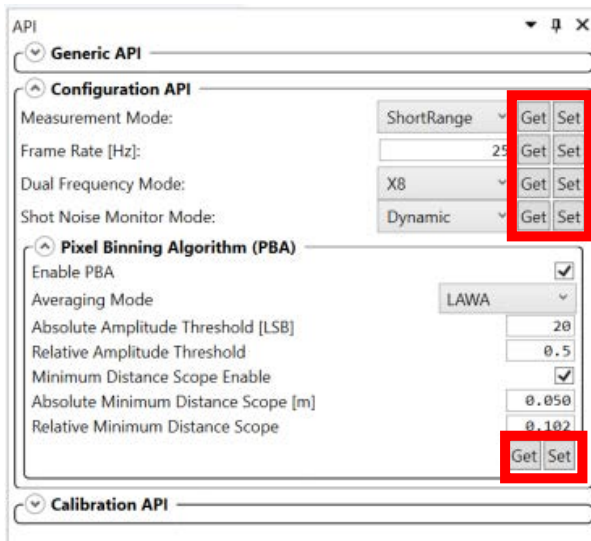 API
Generic API
Configuration API
Measurement Mode: ShortRange Get Set
Frame Rate [Hz]: 25 Get Set
Dual Frequency Mode: X8 Get Set
Shot Noise Monitor Mode: Dynamic Get Set
Pixel Binning Algorithm (PBA)
Enable PBA
Averaging Mode LAWA
Absolute Amplitude Threshold [LSB] 20
Relative Amplitude Threshold 0.5
Minimum Distance Scope Enable
Absolute Minimum Distance Scope [m] 0.050
Relative Minimum Distance Scope 0.102
Get Set
Calibration API